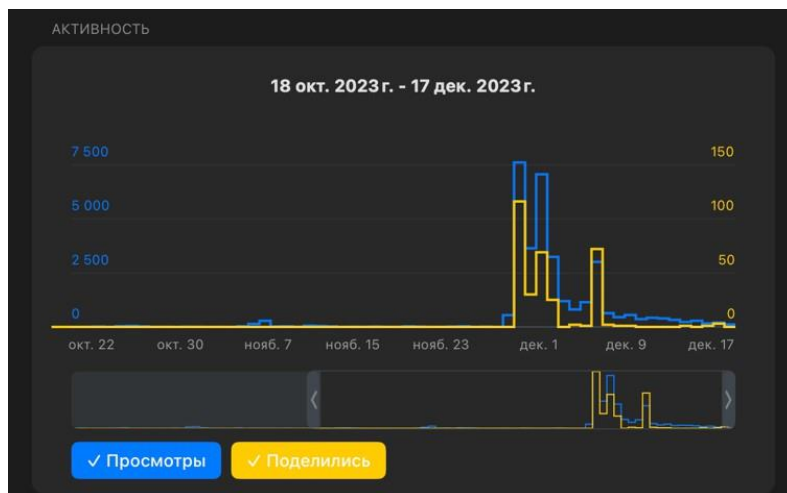 АКТИВНОСТЬ
18 окт. 2023 г. - 17 дек. 2023 г.
7 500 150
5 000 100
2 500 50
0 0
окт. 22 окт. 30 нояб. 7 нояб. 15 нояб. 23 дек. 1 дек. 9 дек. 17
✓ Просмотры ✓ Поделились